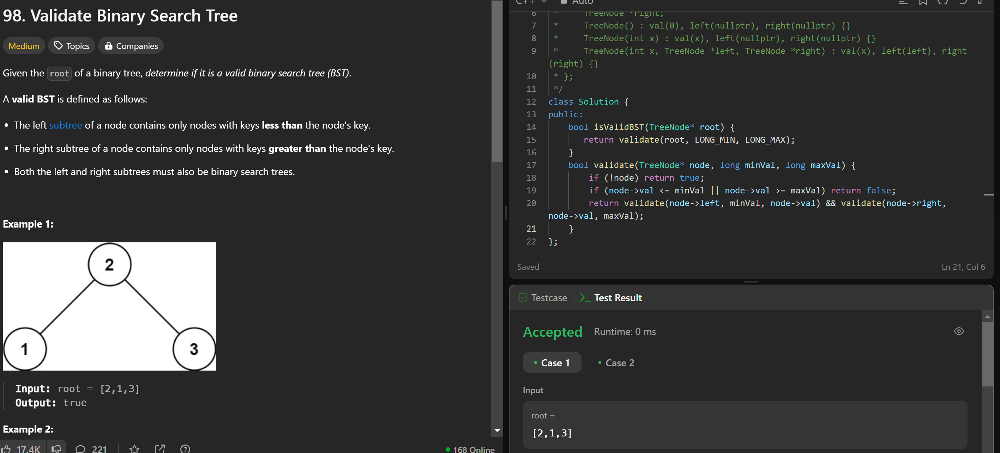 98. Validate Binary Search Tree
Medium Topics Companies
Given the root of a binary tree, determine if it is a valid binary search tree (BST).
A valid BST is defined as follows:
• The left subtree of a node contains only nodes with keys less than the node's key.
• The right subtree of a node contains only nodes with keys greater than the node's key.
• Both the left and right subtrees must also be binary search trees.
Example 1:
2
1 3
Input: root = [2,1,3]
Output: true
Example 2:
17.4K 221 168 Online
C++ Auto
6 * TreeNode *right;
7 * TreeNode() : val(0), left(nullptr), right(nullptr) {}
8 * TreeNode(int x) : val(x), left(nullptr), right(nullptr) {}
9 * TreeNode(int x, TreeNode *left, TreeNode *right) : val(x), left(left), right
(right) {}
10 * };
11 */
12 class Solution {
13 public:
14 bool isValidBST(TreeNode* root) {
15 return validate(root, LONG_MIN, LONG_MAX);
16 }
17 bool validate(TreeNode* node, long minVal, long maxVal) {
18 if (!node) return true;
19 if (node->val <= minVal || node->val >= maxVal) return false;
20 return validate(node->left, minVal, node->val) && validate(node->right,
node->val, maxVal);
21 }
22 };
Saved Ln 21, Col 6
Testcase | >_ Test Result
Accepted Runtime: 0 ms
• Case 1 • Case 2
Input
root =
[2,1,3]